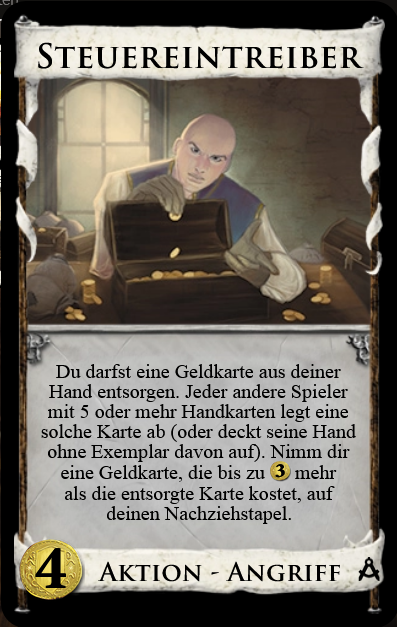 STEUEREINTREIBER
Du darfst eine Geldkarte aus deiner
Hand entsorgen. Jeder andere Spieler
mit 5 oder mehr Handkarten legt eine
solche Karte ab (oder deckt seine Hand
ohne Exemplar davon auf). Nimm dir
eine Geldkarte, die bis zu 3 mehr
als die entsorgte Karte kostet, auf
deinen Nachziehstapel.
4 AKTION - ANGRIFF